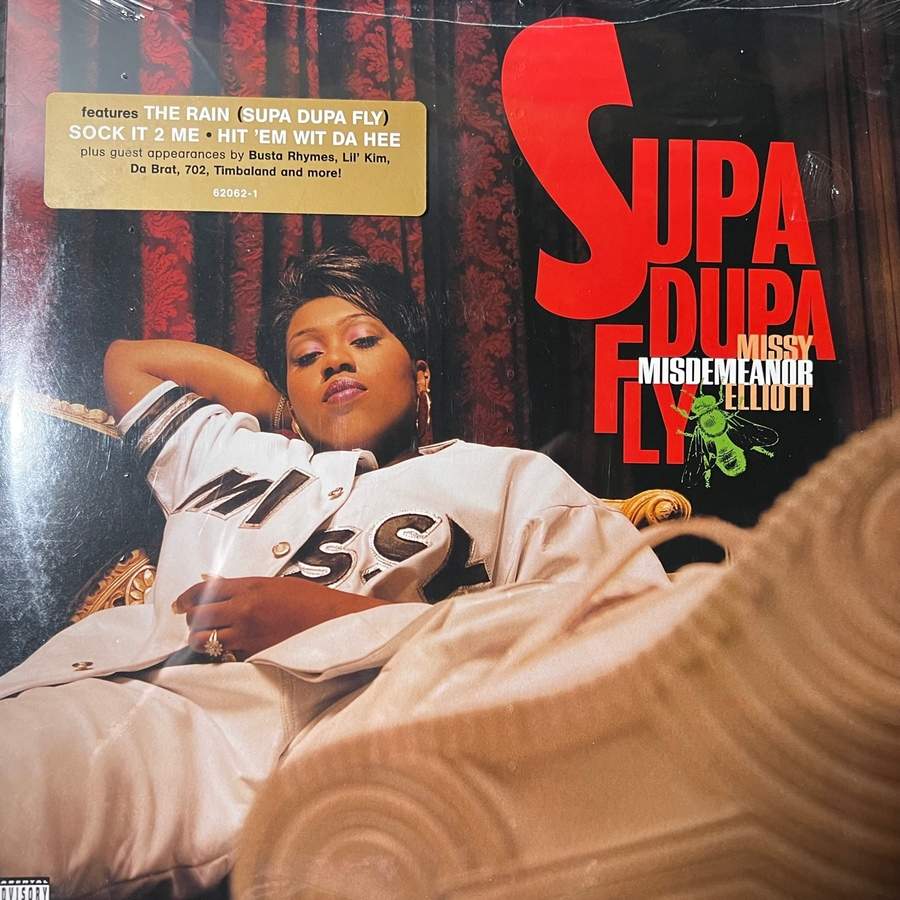 features THE RAIN (SUPA DUPA FLY)
SOCK IT 2 ME • HIT 'EM WIT DA HEE
plus guest appearances by Busta Rhymes, Lil' Kim,
Da Brat, 702, Timbaland and more!
62062-1
SUPA
DUPA
FLY
MISSY
MISDEMEANOR
ELLIOTT